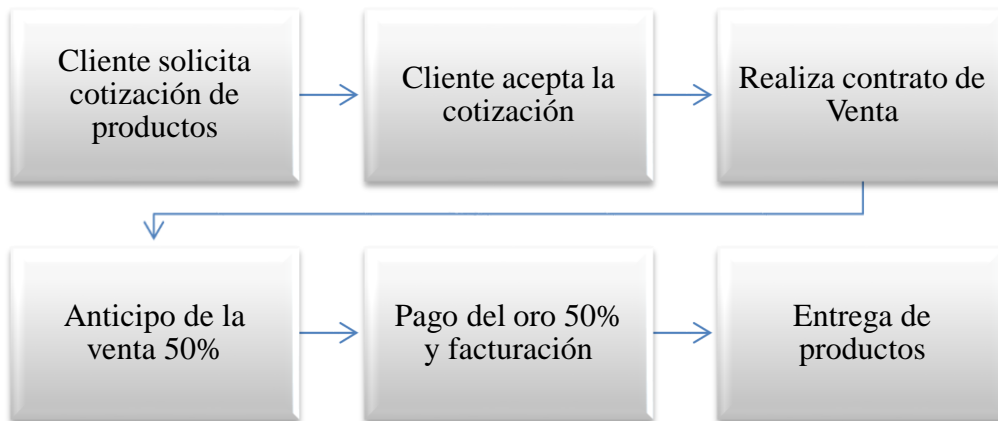 Cliente solicita
cotización de
productos
Cliente acepta la
cotización
Realiza contrato de
Venta
Anticipo de la
venta 50%
Pago del oro 50%
y facturación
Entrega de
productos